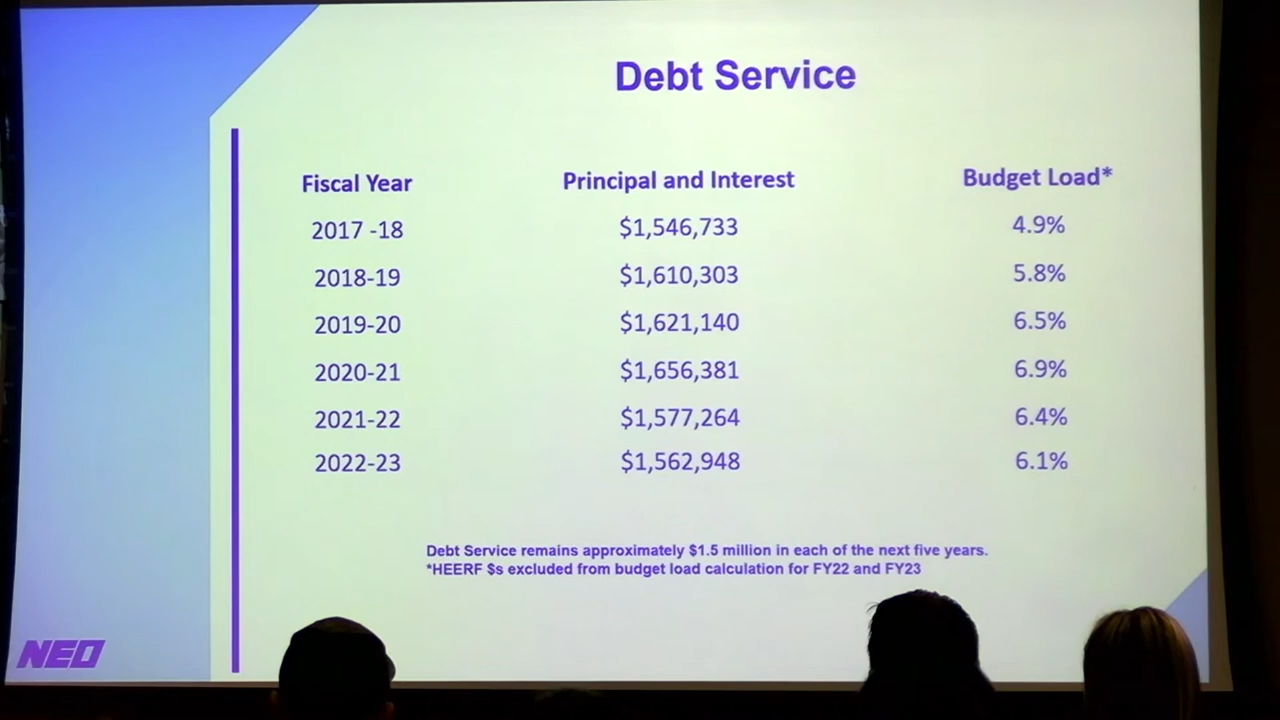 Debt Service
Fiscal Year Principal and Interest Budget Load*
2017 -18 $1,546,733 4.9%
2018-19 $1,610,303 5.8%
2019-20 $1,621,140 6.5%
2020-21 $1,656,381 6.9%
2021-22 $1,577,264 6.4%
2022-23 $1,562,948 6.1%
Debt Service remains approximately $1.5 million in each of the next five years.
*HEERF $s excluded from budget load calculation for FY22 and FY23
NEO